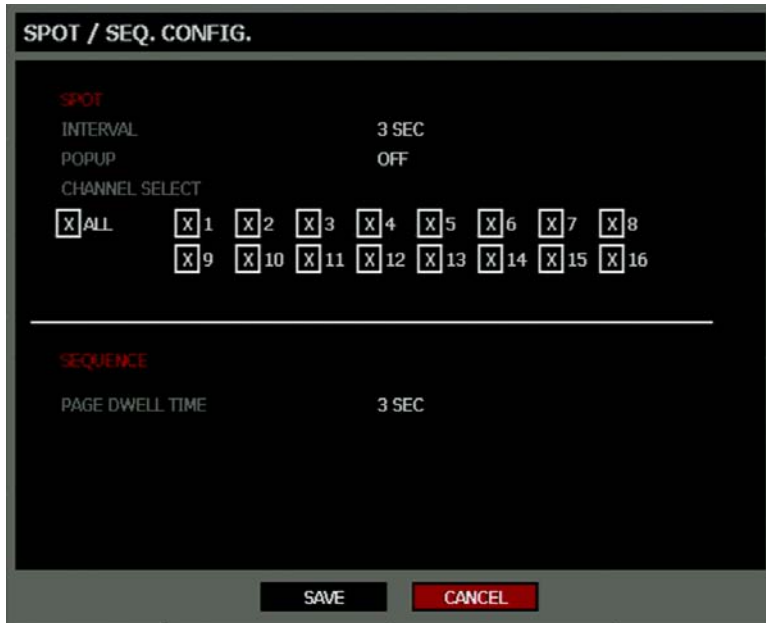 SPOT / SEQ. CONFIG.
SPOT
INTERVAL 3 SEC
POPUP OFF
CHANNEL SELECT
X ALL X 1 X 2 X 3 X 4 X 5 X 6 X 7 X 8
X 9 X 10 X 11 X 12 X 13 X 14 X 15 X 16
SEQUENCE
PAGE DWELL TIME 3 SEC
SAVE CANCEL